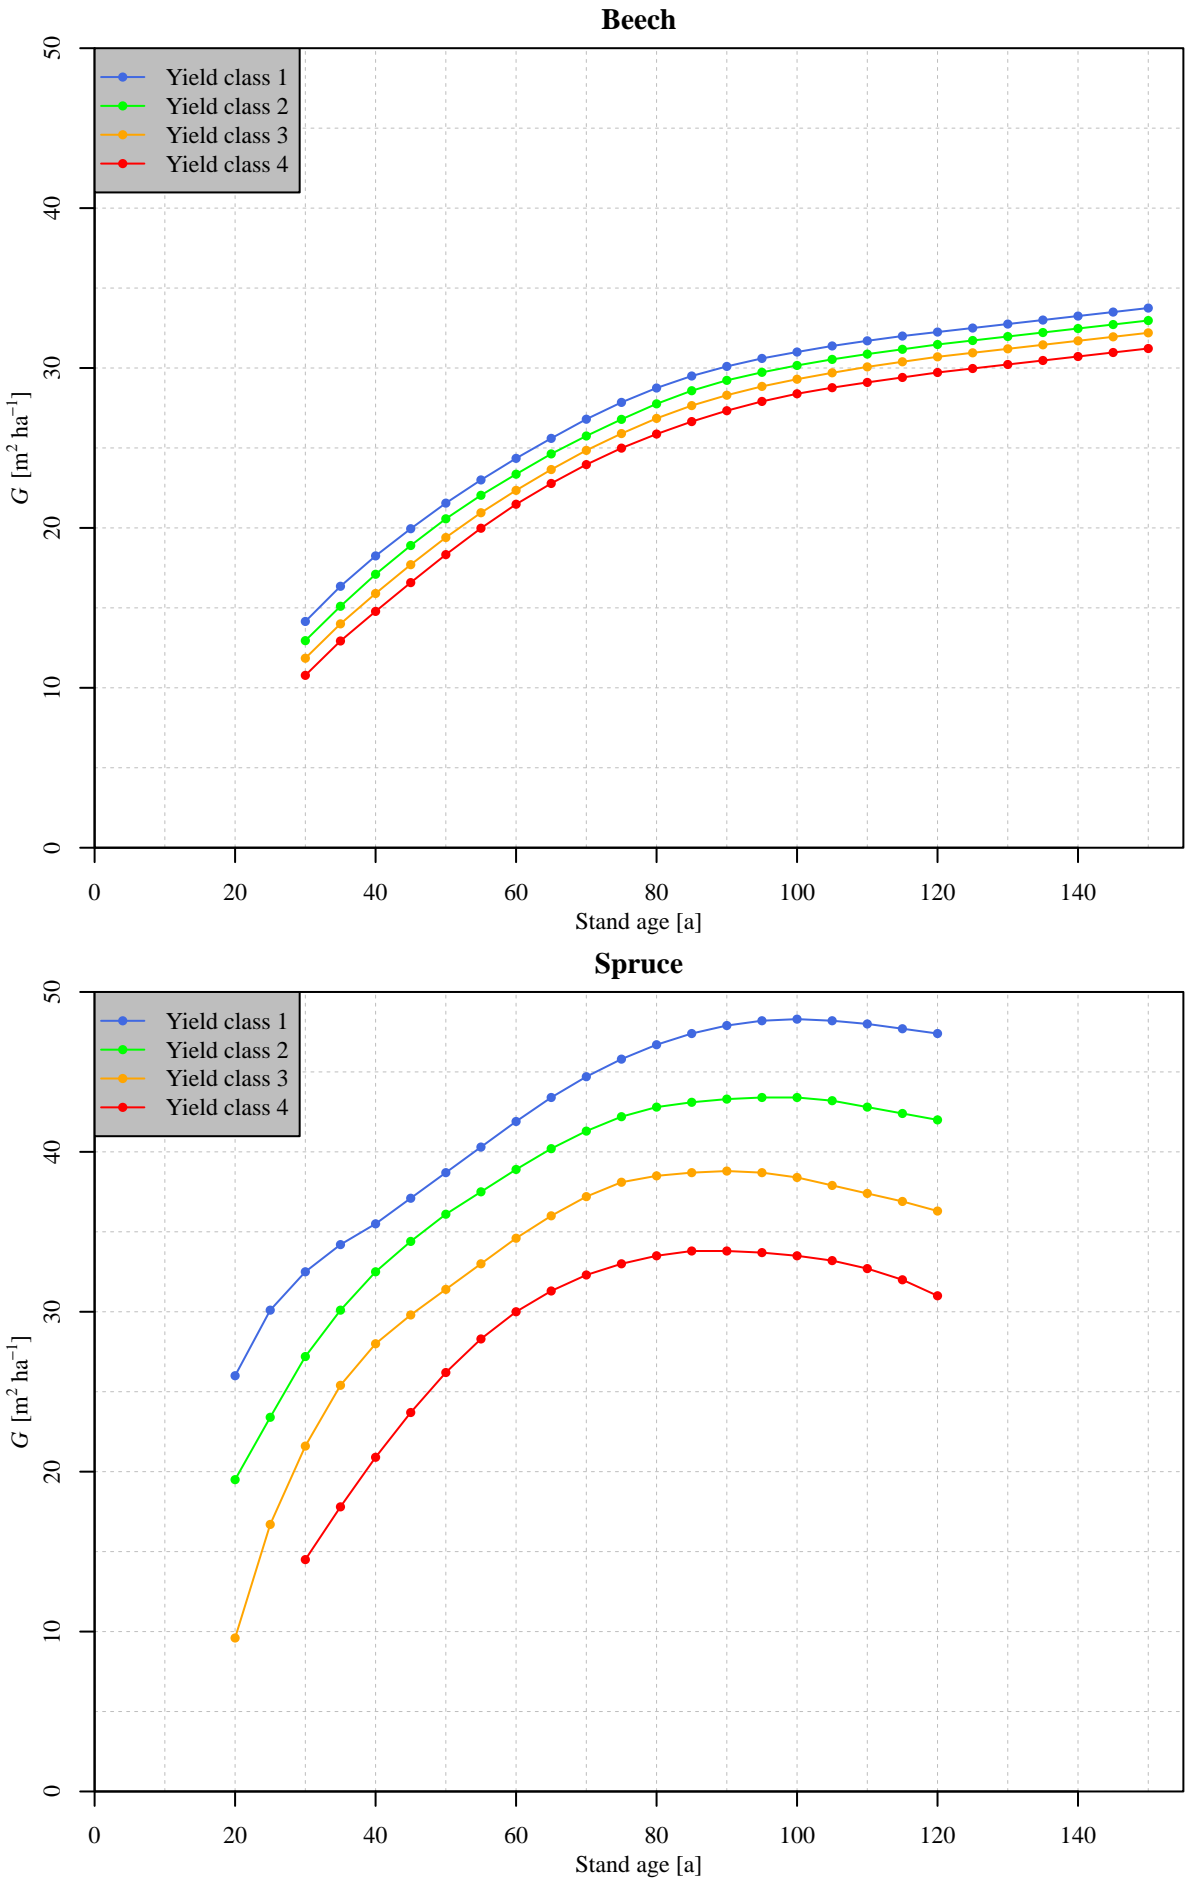 Beech
Yield class 1
Yield class 2
Yield class 3
Yield class 4
50
40
30
20
10
0
G [m² ha⁻¹]
0 20 40 60 80 100 120 140
Stand age [a]
Spruce
Yield class 1
Yield class 2
Yield class 3
Yield class 4
50
40
30
20
10
0
G [m² ha⁻¹]
0 20 40 60 80 100 120 140
Stand age [a]